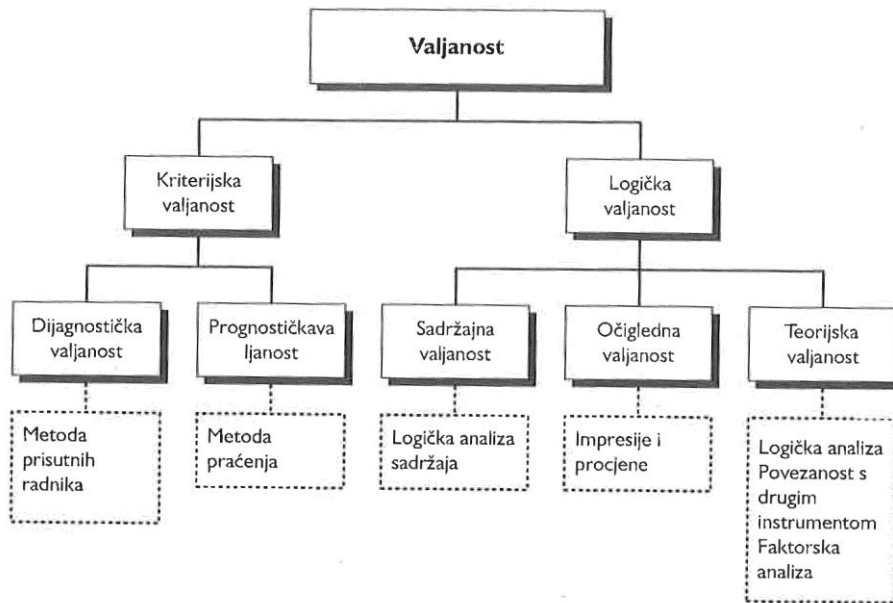 Valjanost
Kriterijska
valjanost
Logička
valjanost
Dijagnostička
valjanost
Prognostičkava
ljanost
Sadržajna
valjanost
Očigledna
valjanost
Teorijska
valjanost
Metoda
prisutnih
radnika
Metoda
praćenja
Logička analiza
sadržaja
Impresije i
procjene
Logička analiza
Povezanost s
drugim
instrumentom
Faktorska
analiza